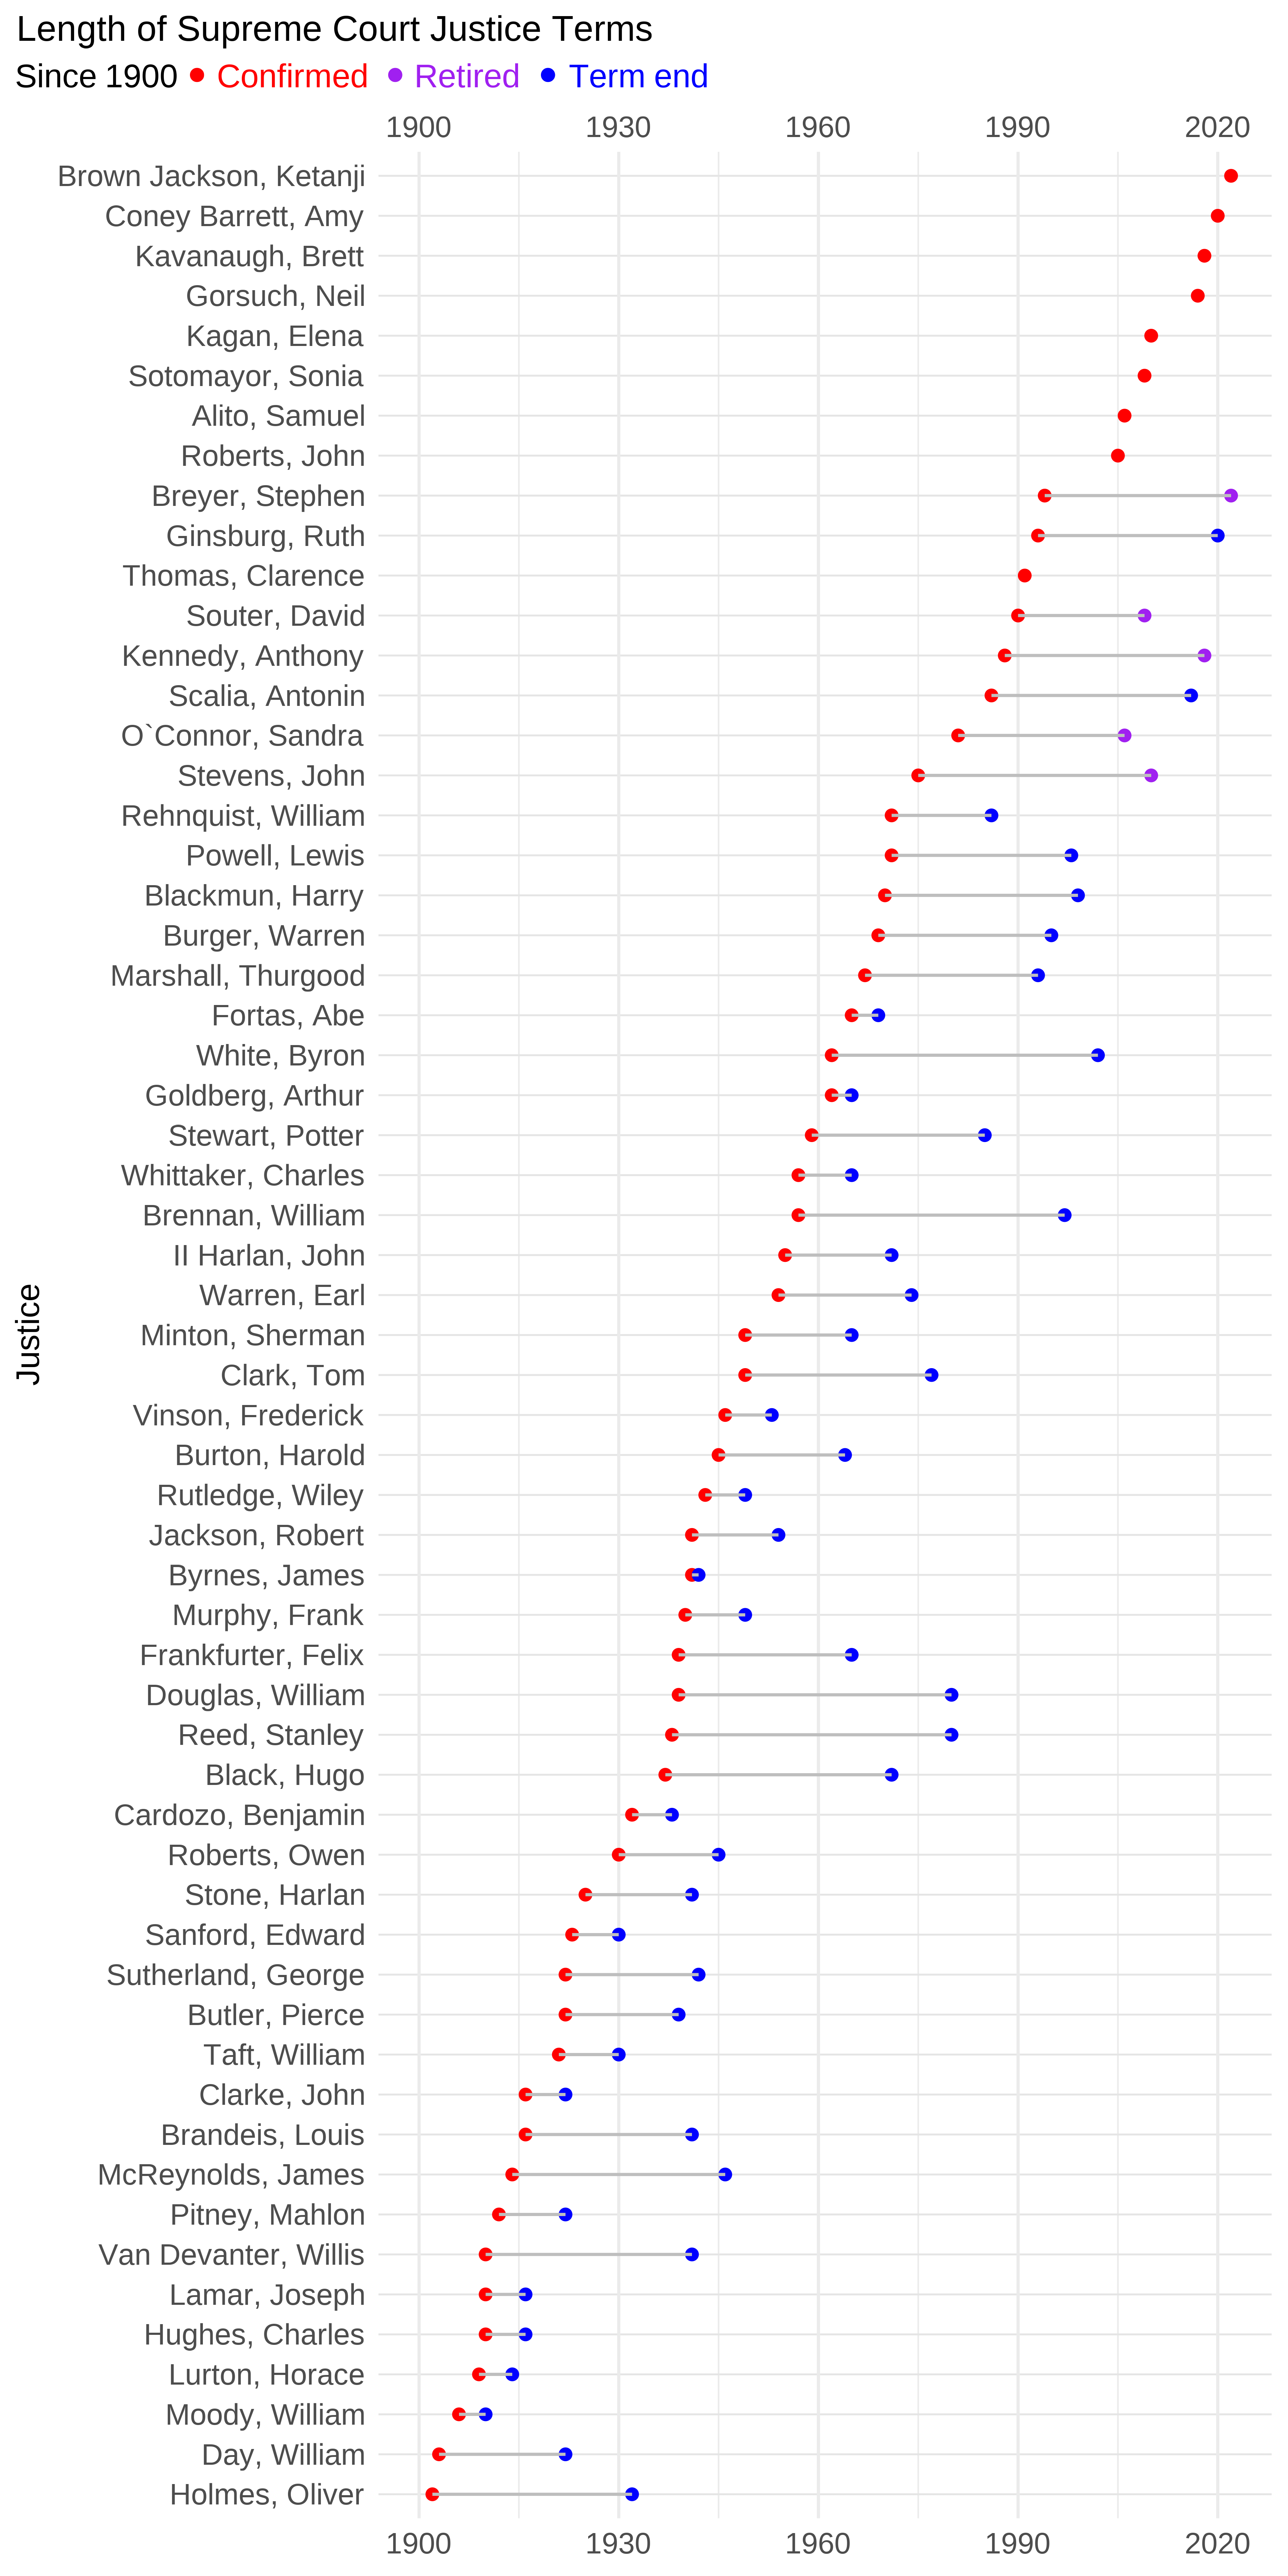 Length of Supreme Court Justice Terms
Since 1900 Confirmed Retired Term end
1900 1930 1960 1990 2020
Brown Jackson, Ketanji
Coney Barrett, Amy
Kavanaugh, Brett
Gorsuch, Neil
Kagan, Elena
Sotomayor, Sonia
Alito, Samuel
Roberts, John
Breyer, Stephen
Ginsburg, Ruth
Thomas, Clarence
Souter, David
Kennedy, Anthony
Scalia, Antonin
O`Connor, Sandra
Stevens, John
Rehnquist, William
Powell, Lewis
Blackmun, Harry
Burger, Warren
Marshall, Thurgood
Fortas, Abe
White, Byron
Goldberg, Arthur
Stewart, Potter
Whittaker, Charles
Brennan, William
II Harlan, John
Warren, Earl
Minton, Sherman
Clark, Tom
Vinson, Frederick
Burton, Harold
Rutledge, Wiley
Jackson, Robert
Byrnes, James
Murphy, Frank
Frankfurter, Felix
Douglas, William
Reed, Stanley
Black, Hugo
Cardozo, Benjamin
Roberts, Owen
Stone, Harlan
Sanford, Edward
Sutherland, George
Butler, Pierce
Taft, William
Clarke, John
Brandeis, Louis
McReynolds, James
Pitney, Mahlon
Van Devanter, Willis
Lamar, Joseph
Hughes, Charles
Lurton, Horace
Moody, William
Day, William
Holmes, Oliver
Justice
1900 1930 1960 1990 2020